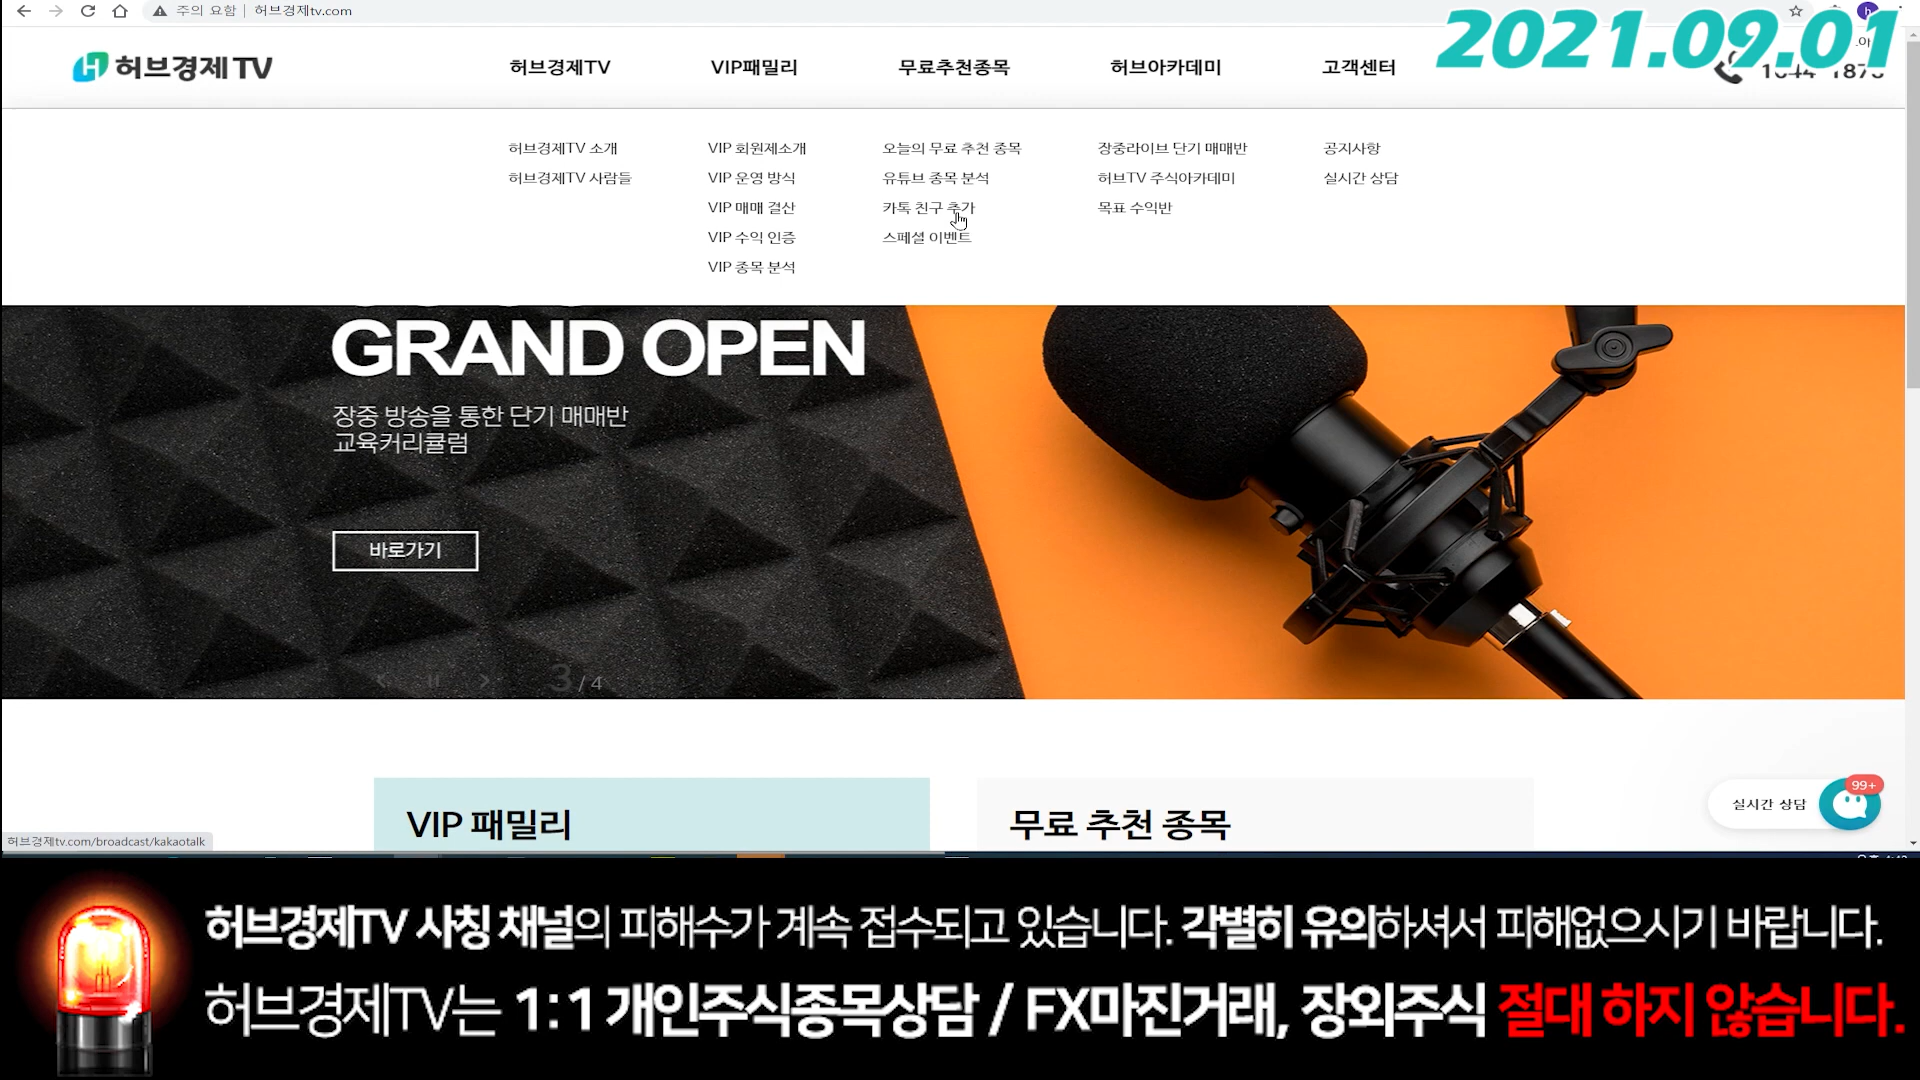 주의 요함 | 허브경제tv.com
2021.09.01
허브경제TV
허브경제TV VIP패밀리 무료추천종목 허브아카데미 고객센터
허브경제TV 소개 VIP 회원제소개 오늘의 무료 추천 종목 장중라이브 단기 매매반 공지사항
허브경제TV 사람들 VIP 운영 방식 유튜브 종목 분석 허브TV 주식아카데미 실시간 상담
VIP 매매 결산 카톡 친구 추가 목표 수익반
VIP 수익 인증 스페셜 이벤트
VIP 종목 분석
GRAND OPEN
장중 방송을 통한 단기 매매반
교육커리큘럼
바로가기
3 / 4
VIP 패밀리 무료 추천 종목
99+
실시간 상담
허브경제tv.com/broadcast/kakaotalk
허브경제TV 사칭 채널의 피해수가 계속 접수되고 있습니다. 각별히 유의하셔서 피해없으시기 바랍니다.
허브경제TV는 1:1 개인주식종목상담 / FX마진거래, 장외주식 절대 하지 않습니다.